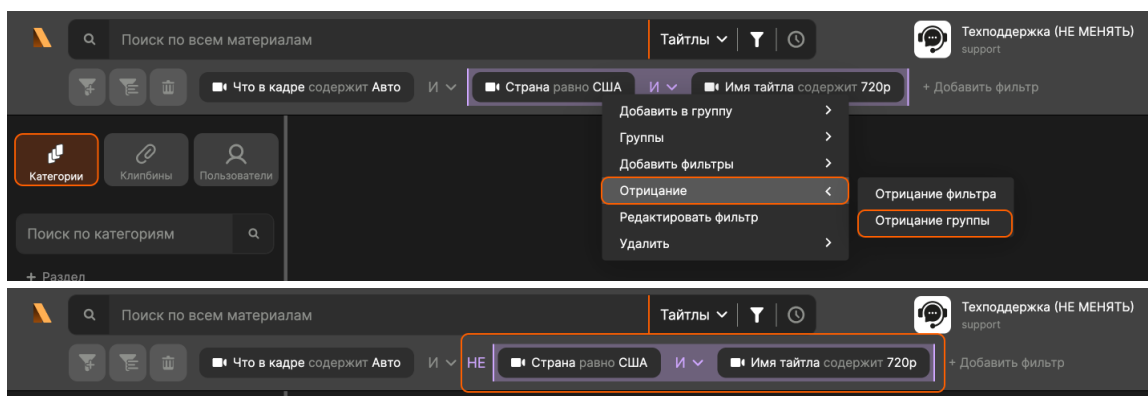 Поиск по всем материалам
Тайтлы
Техподдержка (НЕ МЕНЯТЬ)
support
Что в кадре содержит Авто И Страна равно США И Имя тайтла содержит 720p + Добавить фильтр
Добавить в группу
Группы
Добавить фильтры
Отрицание
Редактировать фильтр
Удалить
Отрицание фильтра
Отрицание группы
Категории Клипбины Пользователи
Поиск по категориям
+ Раздел
Поиск по всем материалам
Тайтлы
Техподдержка (НЕ МЕНЯТЬ)
support
Что в кадре содержит Авто И НЕ Страна равно США И Имя тайтла содержит 720p + Добавить фильтр